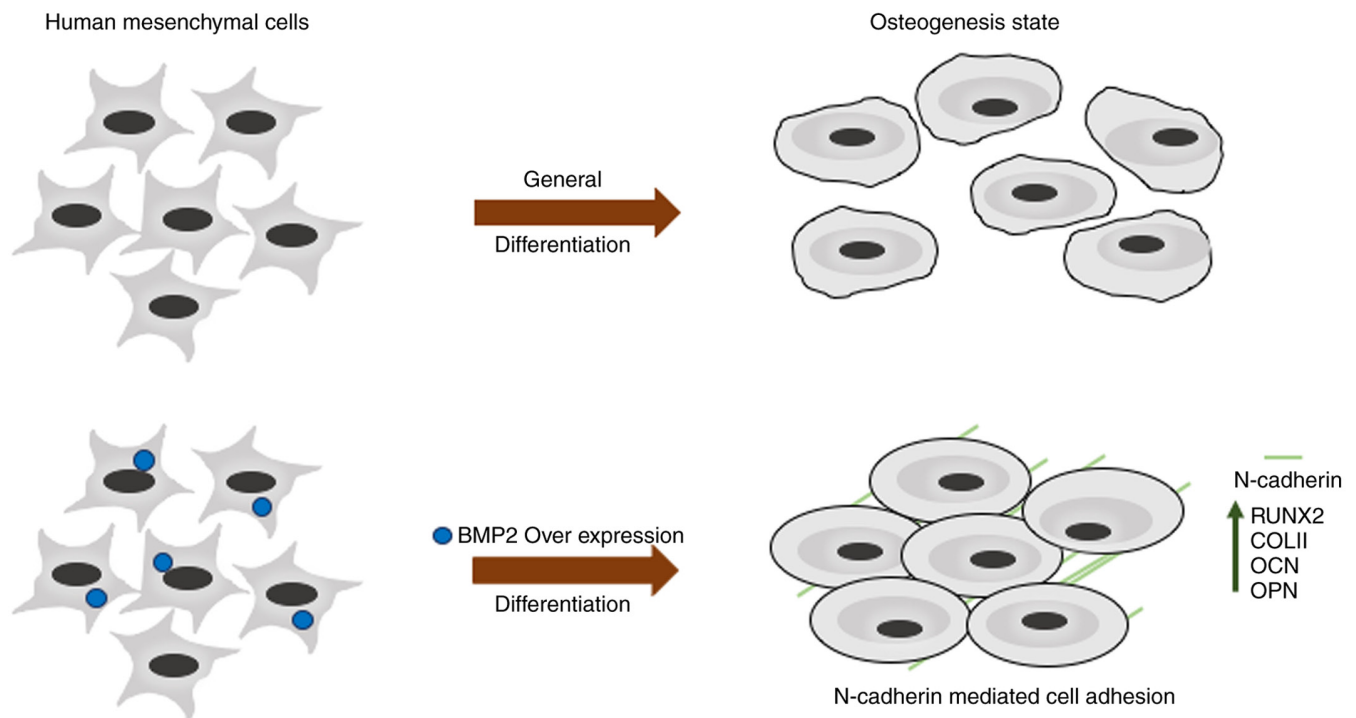 Human mesenchymal cells
Osteogenesis state
General
Differentiation
BMP2 Over expression
Differentiation
N-cadherin
RUNX2
COLII
OCN
OPN
N-cadherin mediated cell adhesion